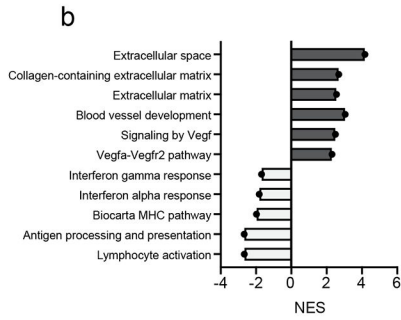 b
Extracellular space
Collagen-containing extracellular matrix
Extracellular matrix
Blood vessel development
Signaling by Vegf
Vegfa-Vegfr2 pathway
Interferon gamma response
Interferon alpha response
Biocarta MHC pathway
Antigen processing and presentation
Lymphocyte activation
-4 -2 0 2 4 6
NES